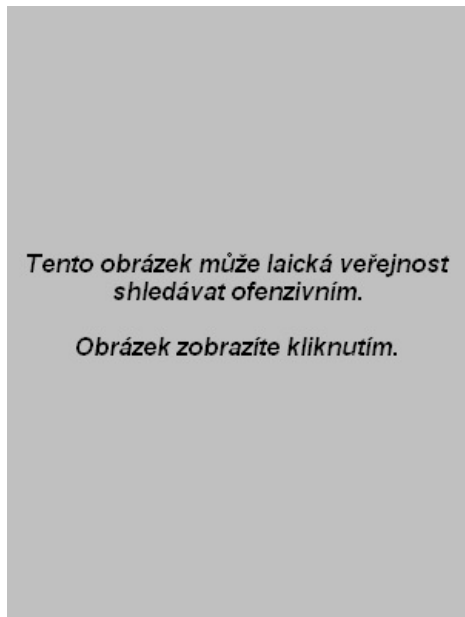 Tento obrázek může laická veřejnost
shledávat ofenzivním.
Obrázek zobrazíte kliknutím.